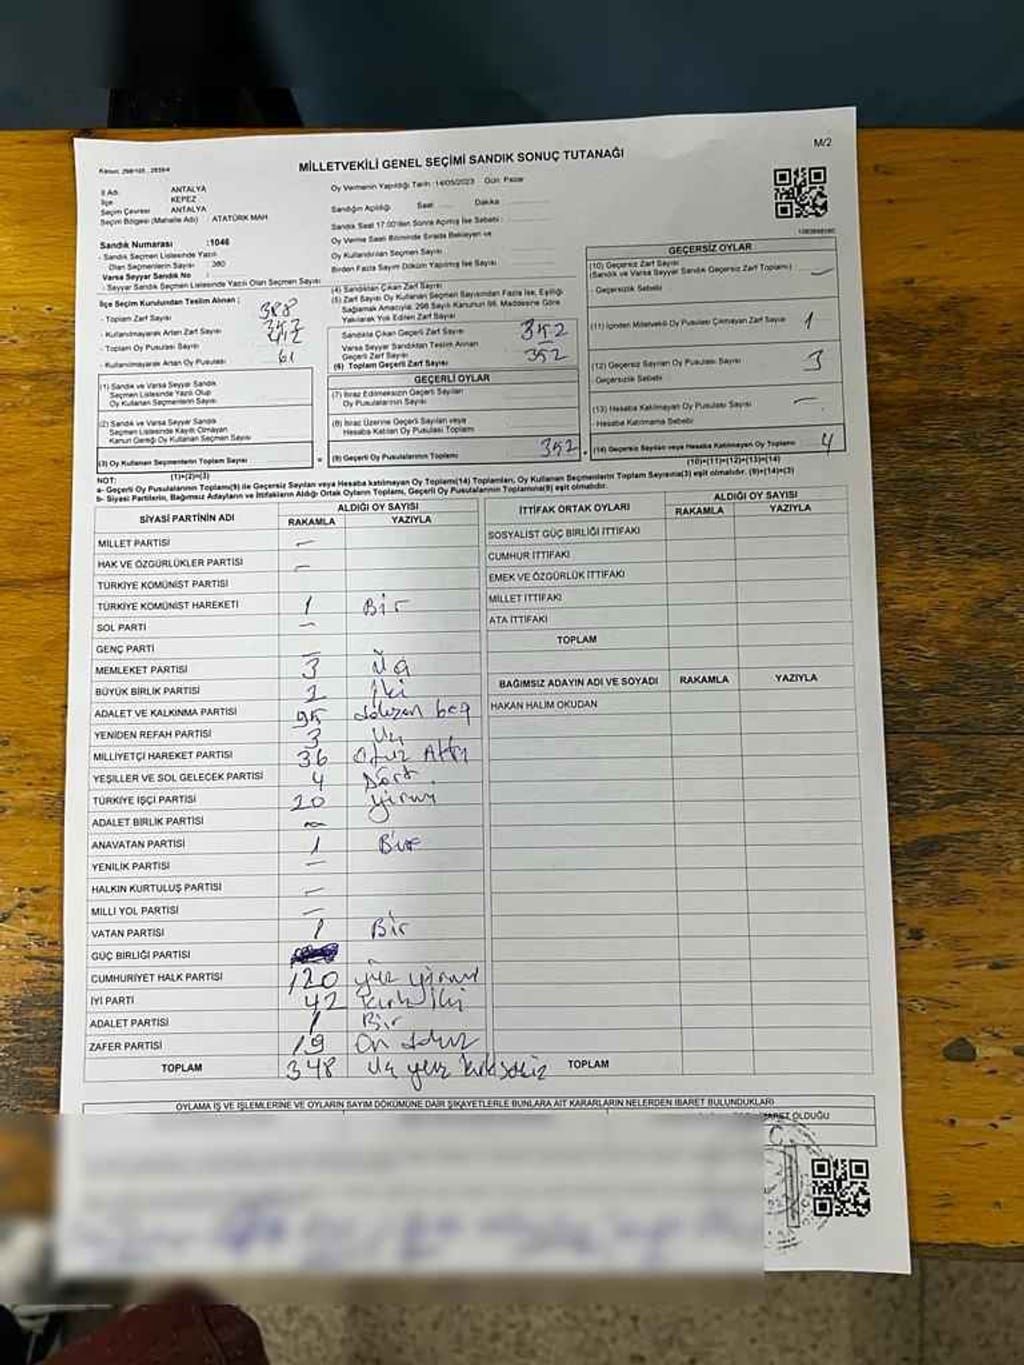 M/2
MİLLETVEKİLİ GENEL SEÇİMİ SANDIK SONUÇ TUTANAĞI
İl Adı ANTALYA
İlçe KEPEZ
Seçim Çevresi ANTALYA
Seçim Bölgesi (Mahalle Adı) ATATÜRK MAH
Sandık Numarası :1046
- Sandık Seçmen Listesinde Yazılı
Olan Seçmenlerin Sayısı : 380
Varsa Seyyar Sandık No :
- Seyyar Sandık Seçmen Listesinde Yazılı Olan Seçmen Sayısı
İlçe Seçim Kurulundan Teslim Alınan :
- Toplam Zarf Sayısı 388
- Kullanılmayarak Artan Zarf Sayısı
- Toplam Oy Pusulası Sayısı
- Kullanılmayarak Artan Oy Pusulası 61
(1) Sandık ve Varsa Seyyar Sandık
Seçmen Listesinde Yazılı Olup
Oy Kullanan Seçmen Sayısı
(2) Sandık ve Varsa Seyyar Sandık
Seçmen Listesinde Kayıtlı Olmayan
Kanun Gereği Oy Kullanan Seçmen Sayısı
(3) Oy Kullanan Seçmenlerin Toplam Sayısı
(1)+(2)=(3)
Oy Vermenin Yapıldığı Tarih :14/05/2023 Gün: Pazar
Sandığın Açıldığı Saat Dakika
Sandık Saat 17.00'den Sonra Açılmış İse Sebebi :
Oy Verme Saati Bitiminde Sırada Bekleyen ve
Oy Kullandırılan Seçmen Sayısı
Birden Fazla Sayım Döküm Yapılmış İse Sayısı
(4) Sandıktan Çıkan Zarf Sayısı
(5) Zarf Sayısı Oy Kullanan Seçmen Sayısından Fazla İse, Eşitliği
Sağlamak Amacıyla, 298 Sayılı Kanunun 98. Maddesine Göre
Yakılarak Yok Edilen Zarf Sayısı
Sandıkta Çıkan Geçerli Zarf Sayısı 352
Varsa Seyyar Sandıktan Teslim Alınan
Geçerli Zarf Sayısı
(6) Toplam Geçerli Zarf Sayısı 352
GEÇERLİ OYLAR
(7) İtiraz Edilmeksizin Geçerli Sayılan
Oy Pusulalarının Sayısı
(8) İtiraz Üzerine Geçerli Sayılan veya
Hesaba Katılan Oy Pusulası Toplamı
(9) Geçerli Oy Pusulalarının Toplamı 352
GEÇERSİZ OYLAR
(10) Geçersiz Zarf Sayısı
(Sandık ve Varsa Seyyar Sandık Geçersiz Zarf Toplamı) —
- Geçersizlik Sebebi
(11) İçinden Milletvekili Oy Pusulası Çıkmayan Zarf Sayısı 1
(12) Geçersiz Sayılan Oy Pusulası Sayısı 3
- Geçersizlik Sebebi
(13) Hesaba Katılmayan Oy Pusulası Sayısı —
- Hesaba Katılmama Sebebi
(14) Geçersiz Sayılan veya Hesaba Katılmayan Oy Toplamı 4
(10)+(11)+(12)+(13)=(14)
NOT:
a- Geçerli Oy Pusulalarının Toplamı(9) ile Geçersiz Sayılan veya Hesaba katılmayan Oy Toplamı(14) Toplamları, Oy Kullanan Seçmenlerin Toplam Sayısına(3) eşit olmalıdır. (9)+(14)=(3)
b- Siyasi Partilerin, Bağımsız Adayların ve İttifakların Aldığı Ortak Oyların Toplamı, Geçerli Oy Pusulalarının Toplamına(9) eşit olmalıdır.
SİYASİ PARTİNİN ADI ALDIĞI OY SAYISI
RAKAMLA YAZIYLA
MİLLET PARTİSİ —
HAK VE ÖZGÜRLÜKLER PARTİSİ —
TÜRKİYE KOMÜNİST PARTİSİ
TÜRKİYE KOMÜNİST HAREKETİ 1 Bir
SOL PARTİ —
GENÇ PARTİ —
MEMLEKET PARTİSİ 3 Üç
BÜYÜK BİRLİK PARTİSİ 2 İki
ADALET VE KALKINMA PARTİSİ 95 doksan beş
YENİDEN REFAH PARTİSİ 3 Üç
MİLLİYETÇİ HAREKET PARTİSİ 36 Otuz Altı
YEŞİLLER VE SOL GELECEK PARTİSİ 4 Dört.
TÜRKİYE İŞÇİ PARTİSİ 20 yirmi
ADALET BİRLİK PARTİSİ —
ANAVATAN PARTİSİ 1 Bir
YENİLİK PARTİSİ —
HALKIN KURTULUŞ PARTİSİ —
MİLLİ YOL PARTİSİ —
VATAN PARTİSİ 1 Bir
GÜÇ BİRLİĞİ PARTİSİ
CUMHURİYET HALK PARTİSİ 120 yüz yirmi
İYİ PARTİ 42 Kırk iki
ADALET PARTİSİ 1 Bir
ZAFER PARTİSİ 19 On dokuz
TOPLAM 348 üç yüz kırk sekiz
İTTİFAK ORTAK OYLARI ALDIĞI OY SAYISI
RAKAMLA YAZIYLA
SOSYALİST GÜÇ BİRLİĞİ İTTİFAKI
CUMHUR İTTİFAKI
EMEK VE ÖZGÜRLÜK İTTİFAKI
MİLLET İTTİFAKI
ATA İTTİFAKI
TOPLAM
BAĞIMSIZ ADAYIN ADI VE SOYADI RAKAMLA YAZIYLA
HAKAN HALİM OKUDAN
TOPLAM
OYLAMA İŞ VE İŞLEMLERİNE VE OYLARIN SAYIM DÖKÜMÜNE DAİR ŞİKAYETLERLE BUNLARA AİT KARARLARIN NELERDEN İBARET BULUNDUKLARI
OLDUĞU